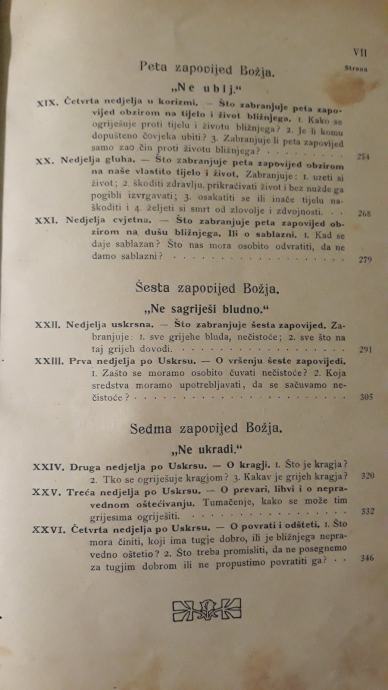 VII
Strana
Peta zapovijed Božja.
„Ne ubij.“
XIX. Četvrta nedjelja u korizmi. — Što zabranjuje peta zapo-
vijed obzirom na tijelo i život bližnjega. 1. Kako se
ogriješuje proti tijelu i životu bližnjega? 2. Je li komu
dopušteno čovjeka ubiti? 3. Zabranjuje li peta zapovijed
samo zao čin proti životu bližnjega? . . . . . . . . . 254
XX. Nedjelja gluha. — Što zabranjuje peta zapovijed obzirom
na naše vlastito tijelo i život. Zabranjuje: 1. uzeti si
život; 2. škoditi zdravlju, prikraćivati život i bez nužde ga
pogibli izvrgavati; 3. osakatiti se ili inače tijelu na-
škoditi i 4. željeti si smrt od zlovolje i zdvojnosti. . . 268
XXI. Nedjelja cvjetna. — Što zabranjuje peta zapovijed ob-
zirom na dušu bližnjega. Ili o sablazni. 1. Kad se
daje sablazan? Što nas mora osobito odvratiti, da ne
damo sablazni? . . . . . . . . . . . . . . . . . . 279
Šesta zapovijed Božja.
„Ne sagriješi bludno.“
XXII. Nedjelja uskrsna. — Što zabranjuje šesta zapovijed. Za-
branjuje: 1. sve grijehe bluda, nečistoće; 2. sve što na
taj grijeh dovodi. . . . . . . . . . . . . . . . . . 291
XXIII. Prva nedjelja po Uskrsu. — O vršenju šeste zapovijedi.
1. Zašto se moramo osobito čuvati nečistoće? 2. Koja
sredstva moramo upotrebljavati, da se sačuvamo ne-
čistoće? . . . . . . . . . . . . . . . . . . . . . 305
Sedma zapovijed Božja.
„Ne ukradi.“
XXIV. Druga nedjelja po Uskrsu. — O kragji. 1. Što je kragja?
2. Tko se ogriješuje kragjom? 3. Kakav je grijeh kragja? 320
XXV. Treća nedjelja po Uskrsu. — O prevari, lihvi i o nepra-
vednom oštećivanju. Tumačenje, kako se može tim
grijesima ogriješiti. . . . . . . . . . . . . . . . . 332
XXVI. Četvrta nedjelja po Uskrsu. — O povrati i odšteti. 1. Što
mora činiti, koji ima tugje dobro, ili je bližnjega nepra-
vedno oštetio? 2. Što treba promisliti, da ne posegnemo
za tugjim dobrom ili ne propustimo povratiti ga? . . 346